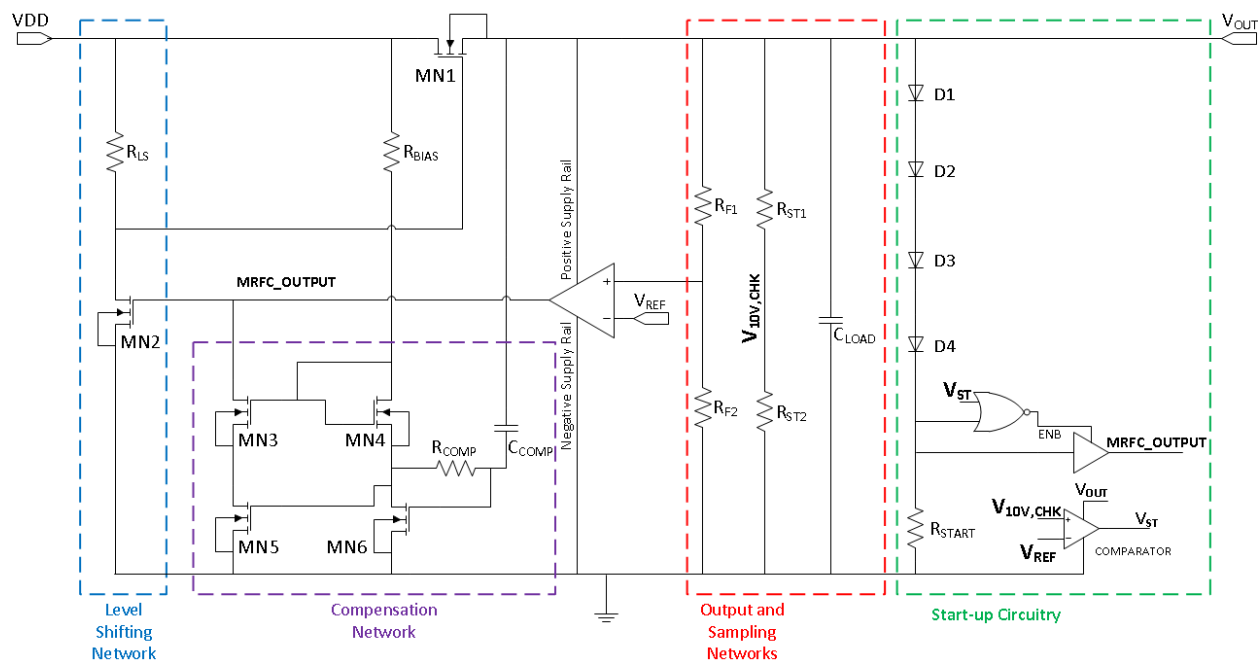 VDD
V_OUT
MN1
D1
R_LS
R_BIAS
D2
Positive Supply Rail
R_F1
R_ST1
D3
MRFC_OUTPUT
V_REF
V_10V,CHK
MN2
C_LOAD
D4
Negative Supply Rail
V_ST
R_F2
R_ST2
MN3
MN4
ENB
R_COMP
C_COMP
MRFC_OUTPUT
V_OUT
V_10V,CHK
V_ST
MN5
MN6
R_START
V_REF
COMPARATOR
Level
Shifting
Network
Compensation
Network
Output and
Sampling
Networks
Start-up Circuitry